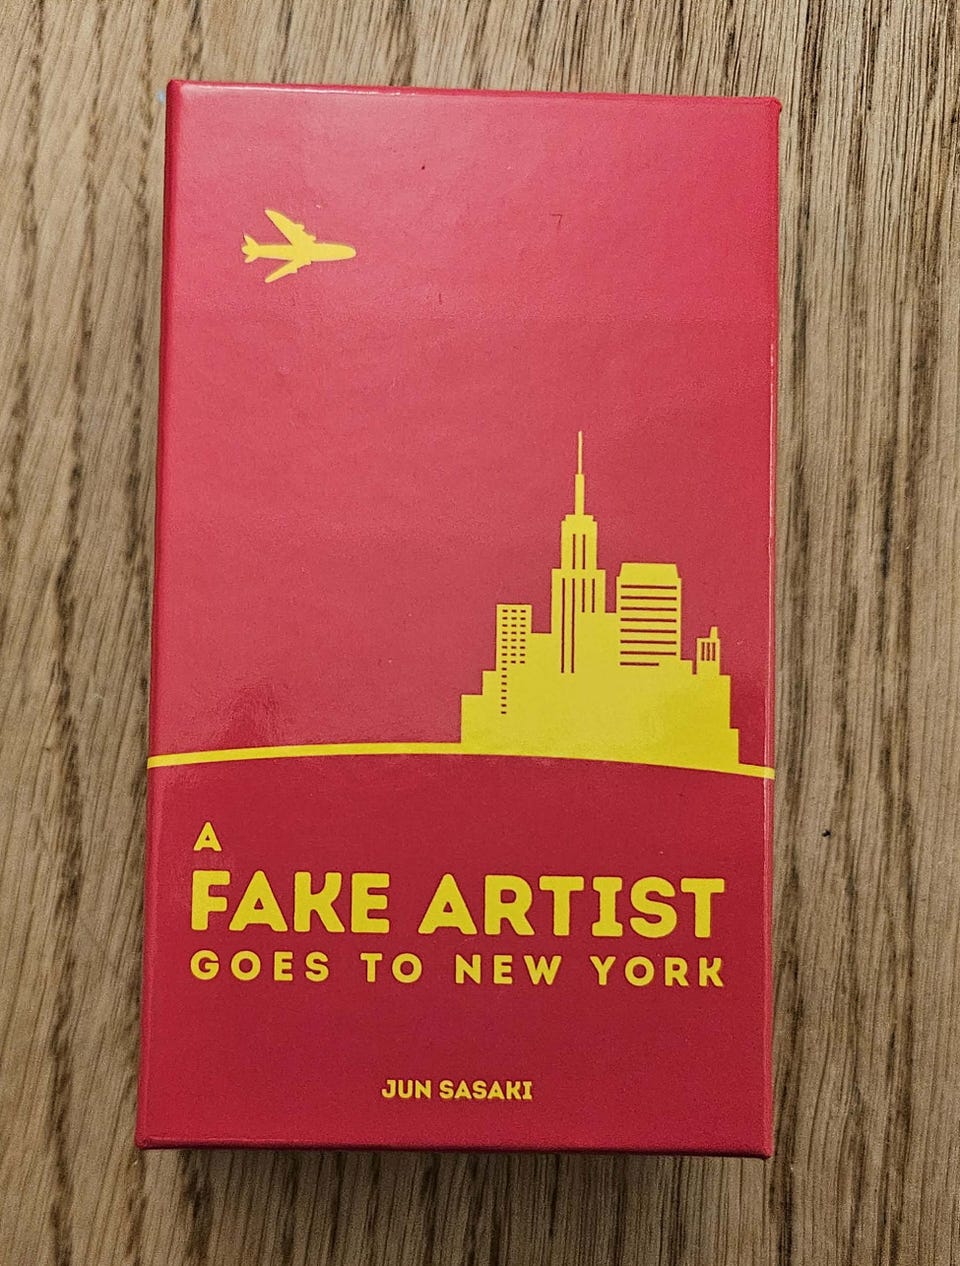 A
FAKE ARTIST
GOES TO NEW YORK
JUN SASAKI